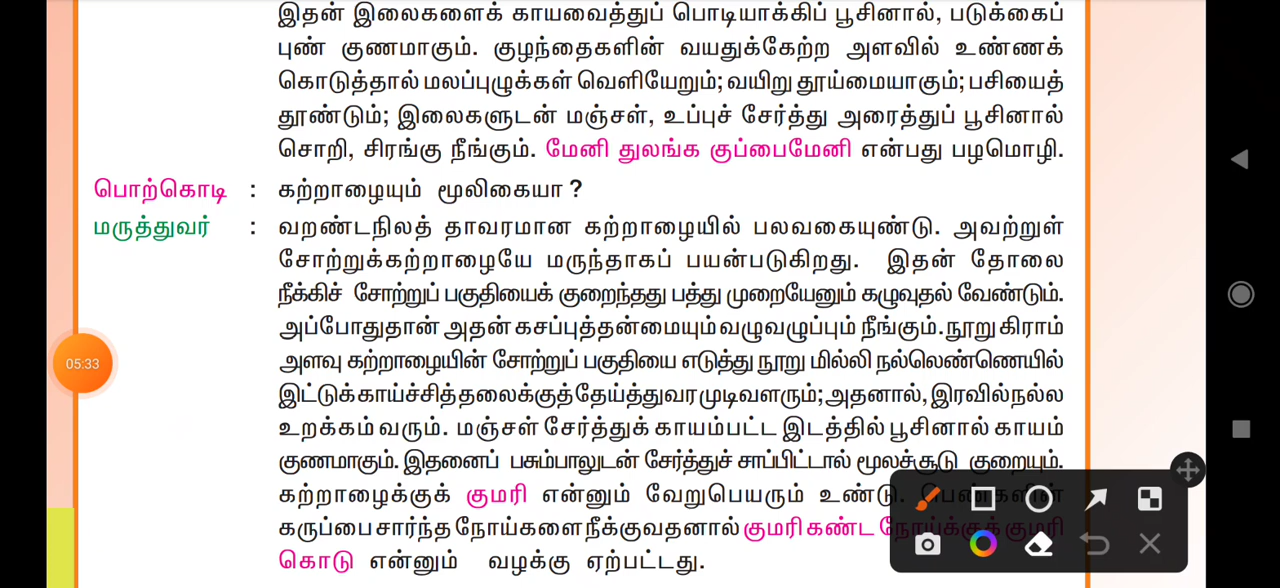 இதன் இலைகளைக் காயவைத்துப் பொடியாக்கிப் பூசினால், படுக்கைப்
புண் குணமாகும். குழந்தைகளின் வயதுக்கேற்ற அளவில் உண்ணக்
கொடுத்தால் மலப்புழுக்கள் வெளியேறும்; வயிறு தூய்மையாகும்; பசியைத்
தூண்டும்; இலைகளுடன் மஞ்சள், உப்புச் சேர்த்து அரைத்துப் பூசினால்
சொறி, சிரங்கு நீங்கும். மேனி துலங்க குப்பைமேனி என்பது பழமொழி.
பொற்கொடி : கற்றாழையும் மூலிகையா ?
மருத்துவர் : வறண்டநிலத் தாவரமான கற்றாழையில் பலவகையுண்டு. அவற்றுள்
சோற்றுக்கற்றாழையே மருந்தாகப் பயன்படுகிறது. இதன் தோலை
நீக்கிச் சோற்றுப் பகுதியைக் குறைந்தது பத்து முறையேனும் கழுவுதல் வேண்டும்.
அப்போதுதான் அதன் கசப்புத்தன்மையும் வழுவழுப்பும் நீங்கும். நூறு கிராம்
05:33
அளவு கற்றாழையின் சோற்றுப் பகுதியை எடுத்து நூறு மில்லி நல்லெண்ணெயில்
இட்டுக் காய்ச்சித் தலைக்குத் தேய்த்துவர முடிவளரும்; அதனால், இரவில் நல்ல
உறக்கம் வரும். மஞ்சள் சேர்த்துக் காயம்பட்ட இடத்தில் பூசினால் காயம்
குணமாகும். இதனைப் பசும்பாலுடன் சேர்த்துச் சாப்பிட்டால் மூலச்சூடு குறையும்.
கற்றாழைக்குக் குமரி என்னும் வேறுபெயரும் உண்டு. பெண்களின்
கருப்பை சார்ந்த நோய்களை நீக்குவதனால் குமரி கண்ட நோய்க்குக் குமரி
கொடு என்னும் வழக்கு ஏற்பட்டது.